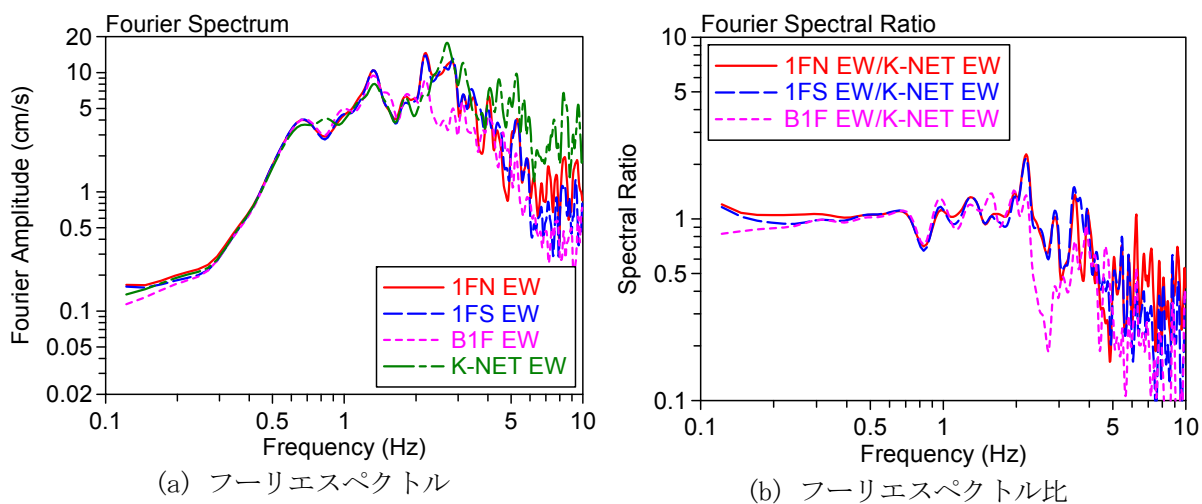 Fourier Spectrum
Fourier Amplitude (cm/s)
20
10
5
1
0.5
0.1
0.05
0.02
0.1
0.5
1
5
10
Frequency (Hz)
1FN EW
1FS EW
B1F EW
K-NET EW
(a) フーリエスペクトル
Fourier Spectral Ratio
Spectral Ratio
10
5
1
0.5
0.1
0.1
0.5
1
5
10
Frequency (Hz)
1FN EW/K-NET EW
1FS EW/K-NET EW
B1F EW/K-NET EW
(b) フーリエスペクトル比